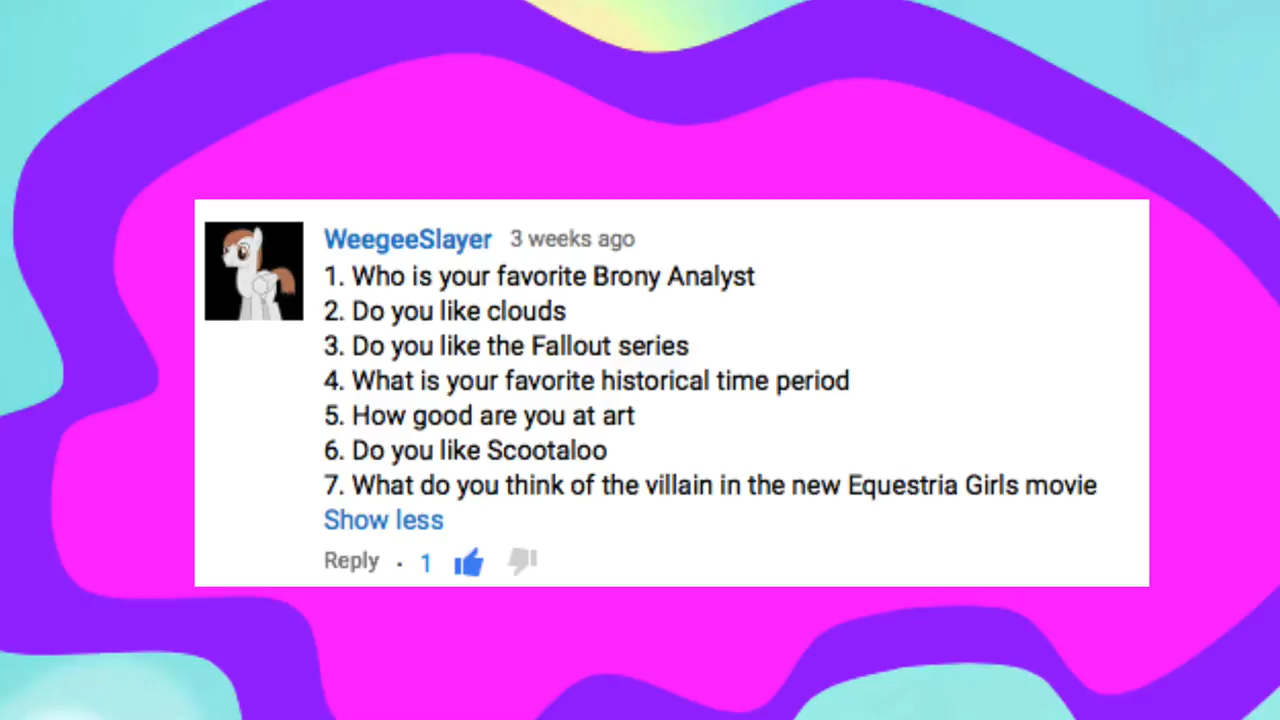 WeegeeSlayer 3 weeks ago
1. Who is your favorite Brony Analyst
2. Do you like clouds
3. Do you like the Fallout series
4. What is your favorite historical time period
5. How good are you at art
6. Do you like Scootaloo
7. What do you think of the villain in the new Equestria Girls movie
Show less
Reply · 1